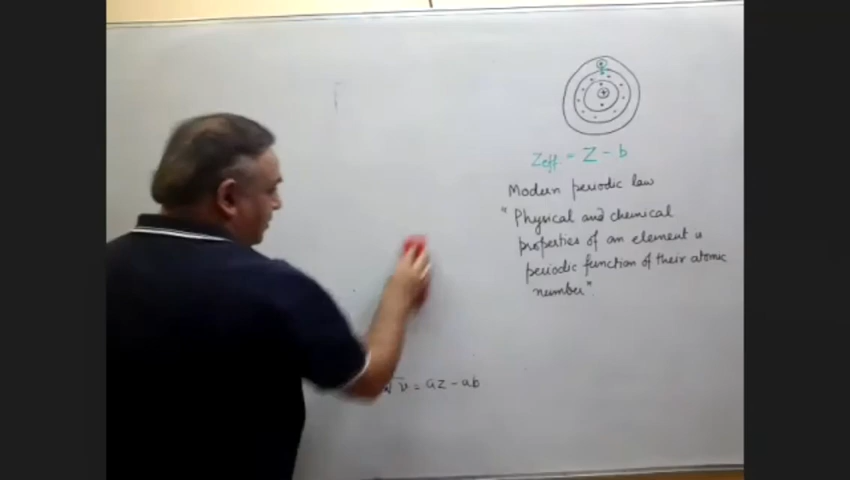 Zeff = Z - b
Modern periodic law
"Physical and chemical
properties of an element is
periodic function of their atomic
number"
√ν = az - ab